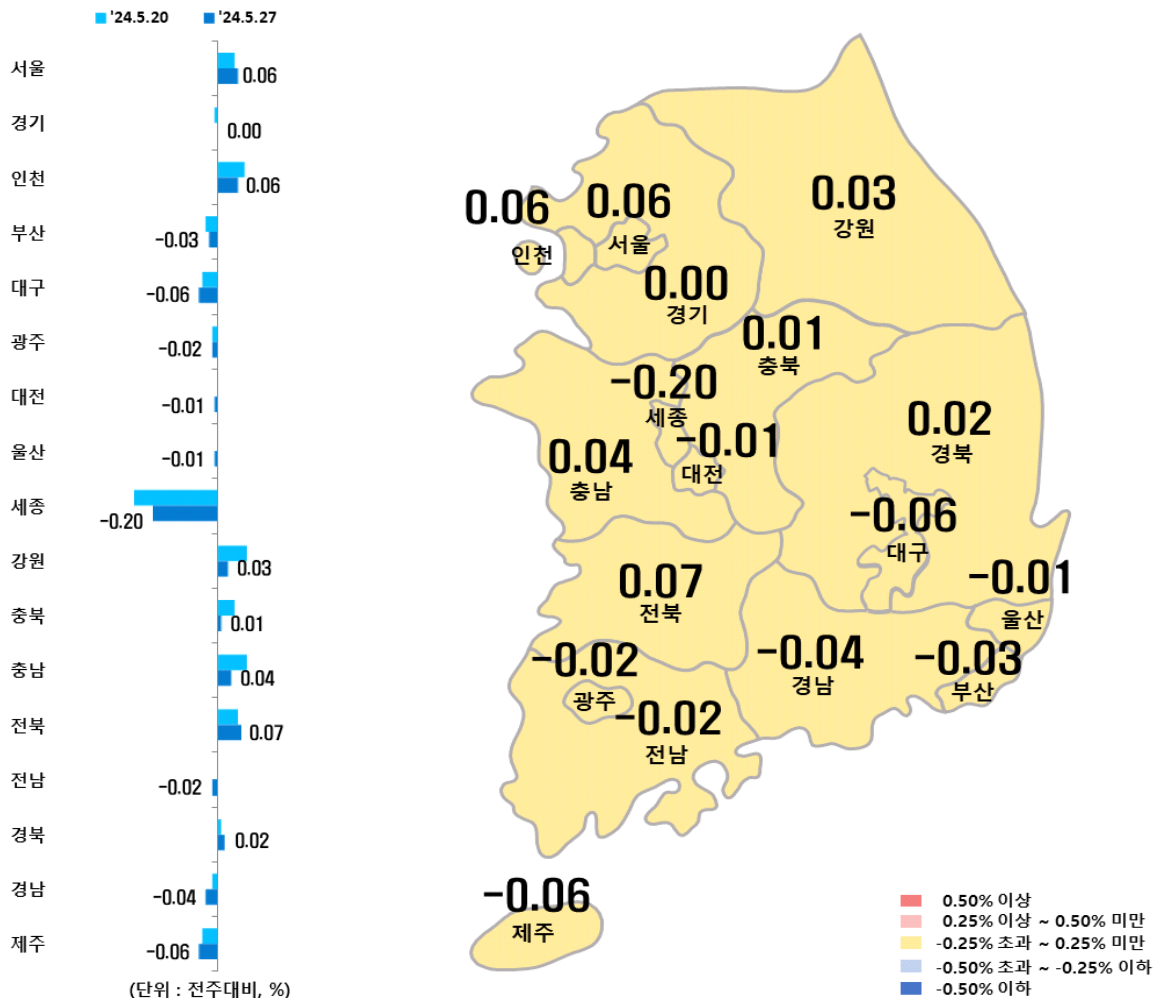 '24.5.20 '24.5.27
서울 0.06
경기 0.00
인천 0.06
부산 -0.03
대구 -0.06
광주 -0.02
대전 -0.01
울산 -0.01
세종 -0.20
강원 0.03
충북 0.01
충남 0.04
전북 0.07
전남 -0.02
경북 0.02
경남 -0.04
제주 -0.06
(단위 : 전주대비, %)
0.06
인천
0.06
서울
0.03
강원
0.00
경기
0.01
충북
-0.20
세종
-0.01
대전
0.04
충남
0.02
경북
-0.06
대구
-0.01
울산
0.07
전북
-0.02
광주
-0.02
전남
-0.04
경남
-0.03
부산
-0.06
제주
0.50% 이상
0.25% 이상 ~ 0.50% 미만
-0.25% 초과 ~ 0.25% 미만
-0.50% 초과 ~ -0.25% 이하
-0.50% 이하